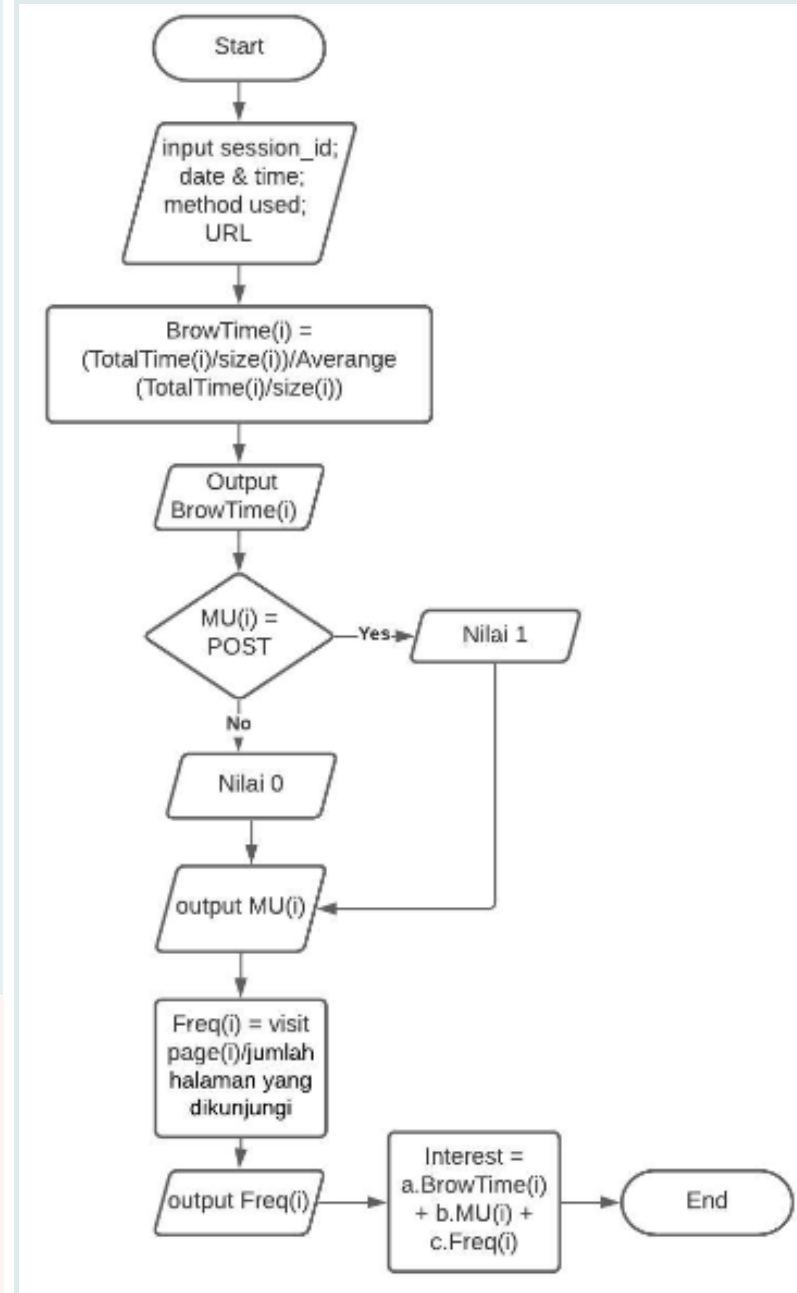 Start
input session_id;
date & time;
method used;
URL
BrowTime(i) =
(TotalTime(i)/size(i))/Averange
(TotalTime(i)/size(i))
Output
BrowTime(i)
MU(i) =
POST
Yes
Nilai 1
No
Nilai 0
output MU(i)
Freq(i) = visit
page(i)/jumlah
halaman yang
dikunjungi
output Freq(i)
Interest =
a.BrowTime(i)
+ b.MU(i) +
c.Freq(i)
End